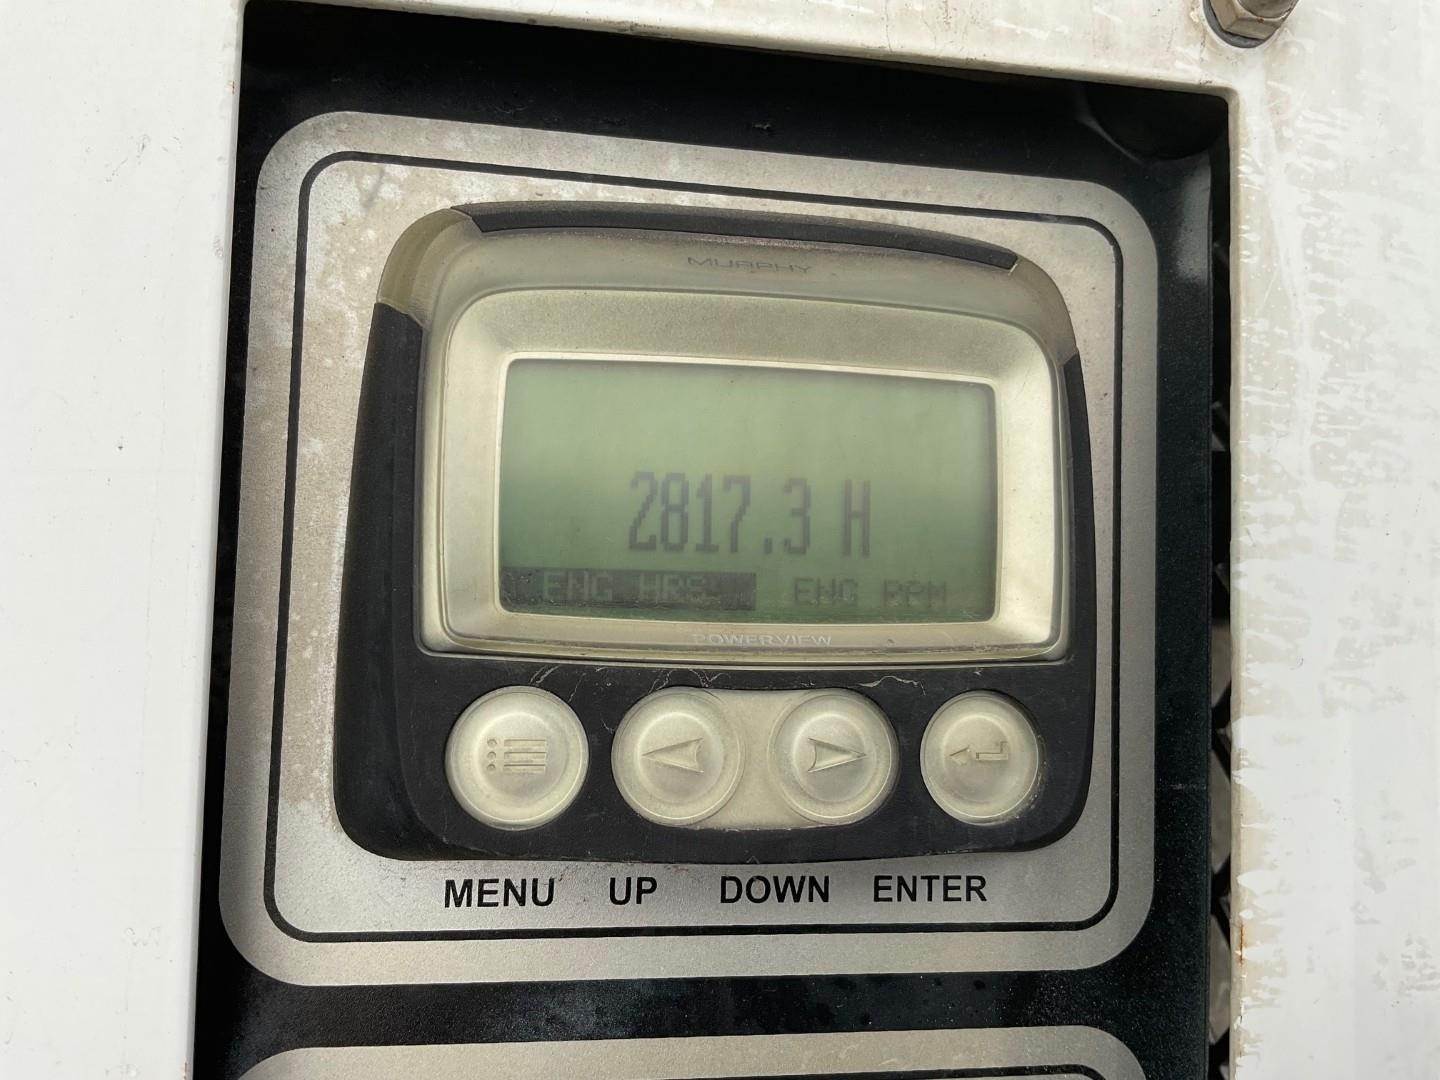 MURPHY
2817.3 H
ENG HRS ENG RPM
POWERVIEW
MENU UP DOWN ENTER